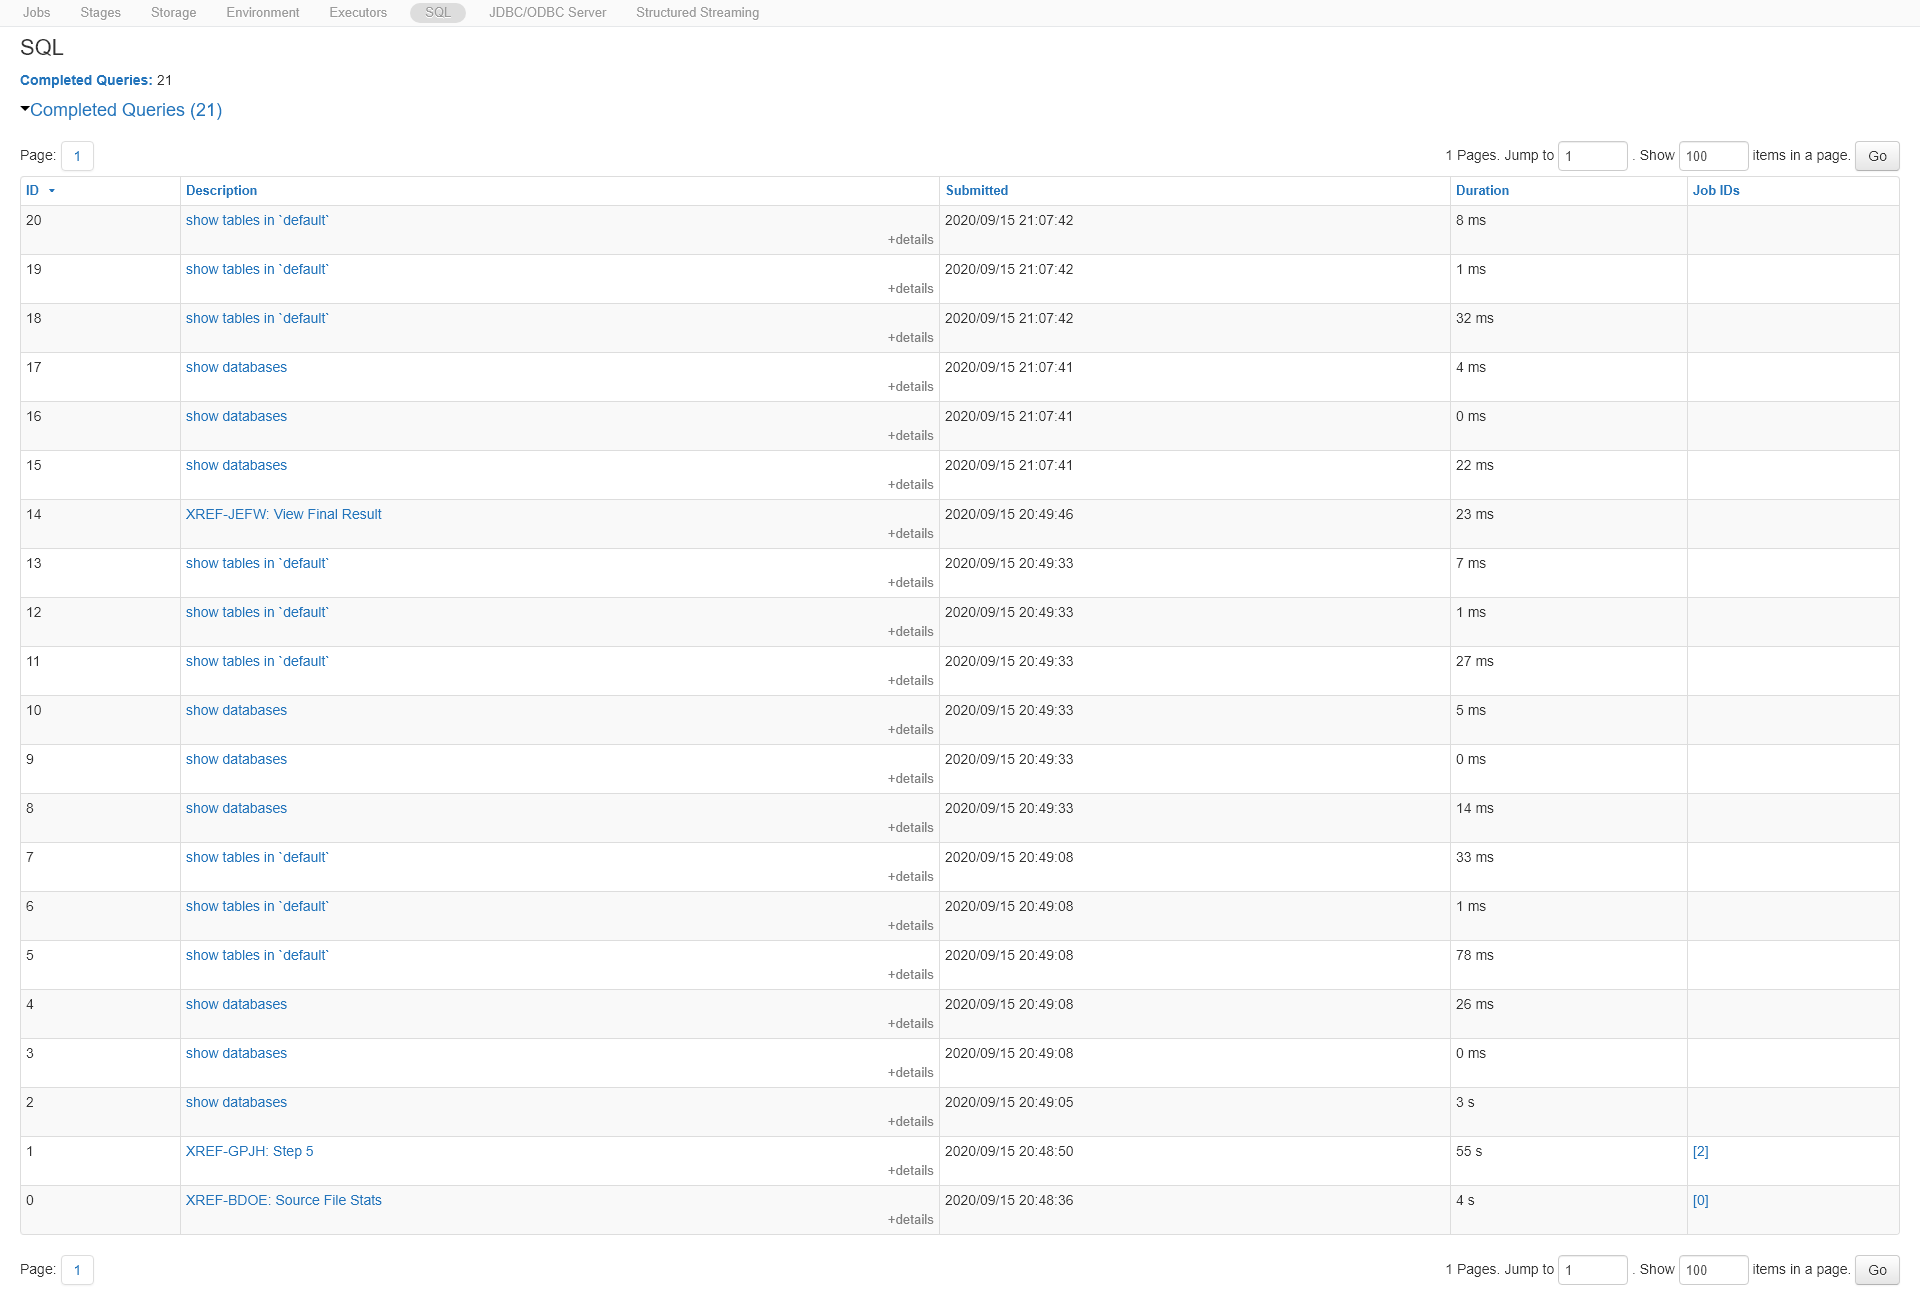 Jobs Stages Storage Environment Executors SQL JDBC/ODBC Server Structured Streaming
SQL
Completed Queries: 21
Completed Queries (21)
Page: 1 1 Pages. Jump to 1 . Show 100 items in a page. Go
ID Description Submitted Duration Job IDs
20 show tables in `default` 2020/09/15 21:07:42 8 ms
+details
19 show tables in `default` 2020/09/15 21:07:42 1 ms
+details
18 show tables in `default` 2020/09/15 21:07:42 32 ms
+details
17 show databases 2020/09/15 21:07:41 4 ms
+details
16 show databases 2020/09/15 21:07:41 0 ms
+details
15 show databases 2020/09/15 21:07:41 22 ms
+details
14 XREF-JEFW: View Final Result 2020/09/15 20:49:46 23 ms
+details
13 show tables in `default` 2020/09/15 20:49:33 7 ms
+details
12 show tables in `default` 2020/09/15 20:49:33 1 ms
+details
11 show tables in `default` 2020/09/15 20:49:33 27 ms
+details
10 show databases 2020/09/15 20:49:33 5 ms
+details
9 show databases 2020/09/15 20:49:33 0 ms
+details
8 show databases 2020/09/15 20:49:33 14 ms
+details
7 show tables in `default` 2020/09/15 20:49:08 33 ms
+details
6 show tables in `default` 2020/09/15 20:49:08 1 ms
+details
5 show tables in `default` 2020/09/15 20:49:08 78 ms
+details
4 show databases 2020/09/15 20:49:08 26 ms
+details
3 show databases 2020/09/15 20:49:08 0 ms
+details
2 show databases 2020/09/15 20:49:05 3 s
+details
1 XREF-GPJH: Step 5 2020/09/15 20:48:50 55 s [2]
+details
0 XREF-BDOE: Source File Stats 2020/09/15 20:48:36 4 s [0]
+details
Page: 1 1 Pages. Jump to 1 . Show 100 items in a page. Go